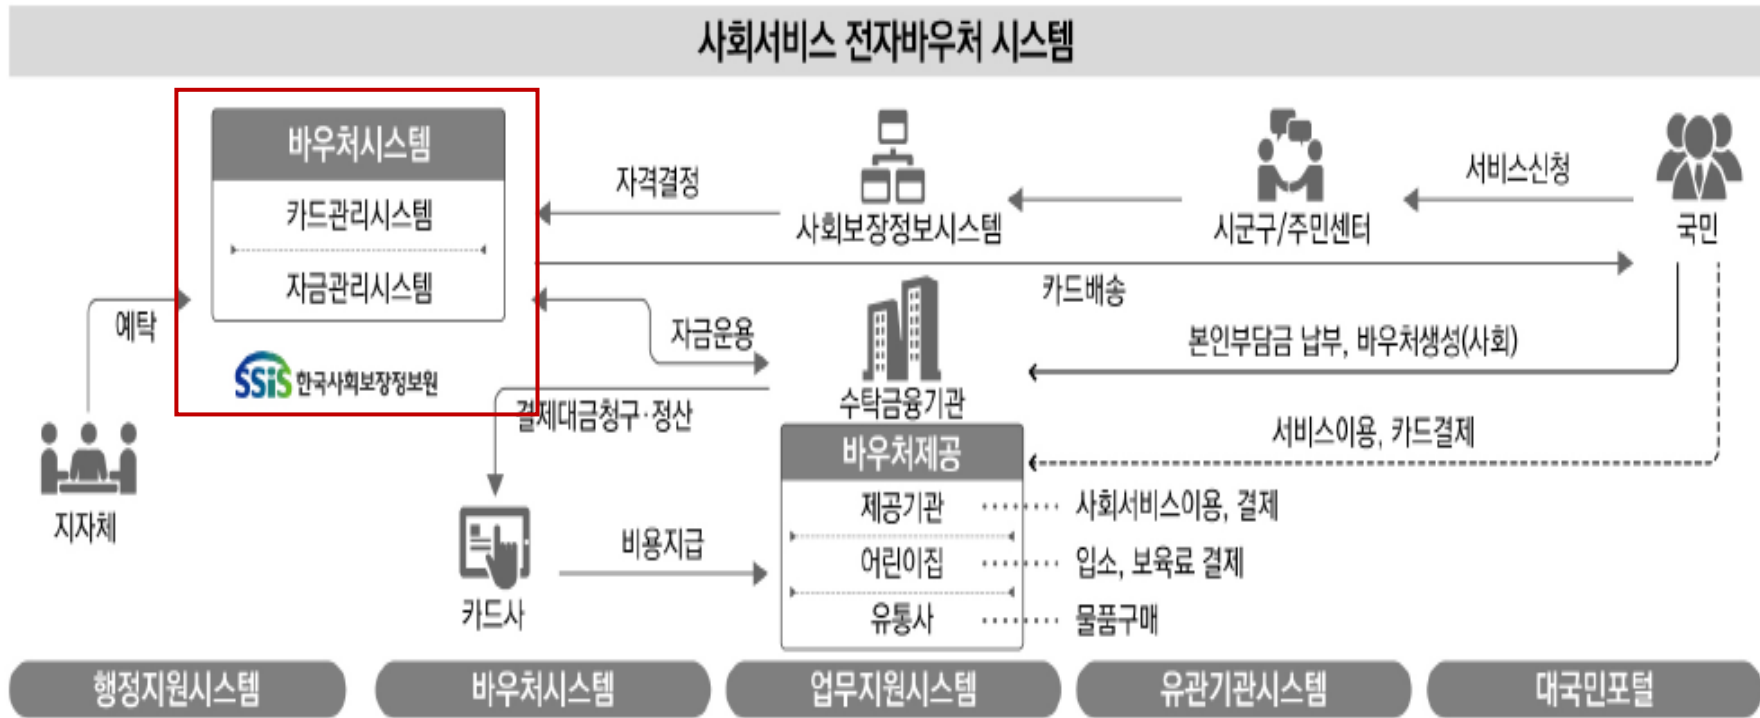 사회서비스 전자바우처 시스템
바우처시스템
카드관리시스템
자금관리시스템
SSiS 한국사회보장정보원
예탁
지자체
자격결정
사회보장정보시스템
시군구/주민센터
서비스신청
국민
카드배송
자금운용
수탁금융기관
본인부담금 납부, 바우처생성(사회)
결제대금청구·정산
서비스이용, 카드결제
바우처제공
제공기관 ········ 사회서비스이용, 결제
어린이집 ········ 입소, 보육료 결제
유통사 ········ 물품구매
비용지급
카드사
행정지원시스템
바우처시스템
업무지원시스템
유관기관시스템
대국민포털